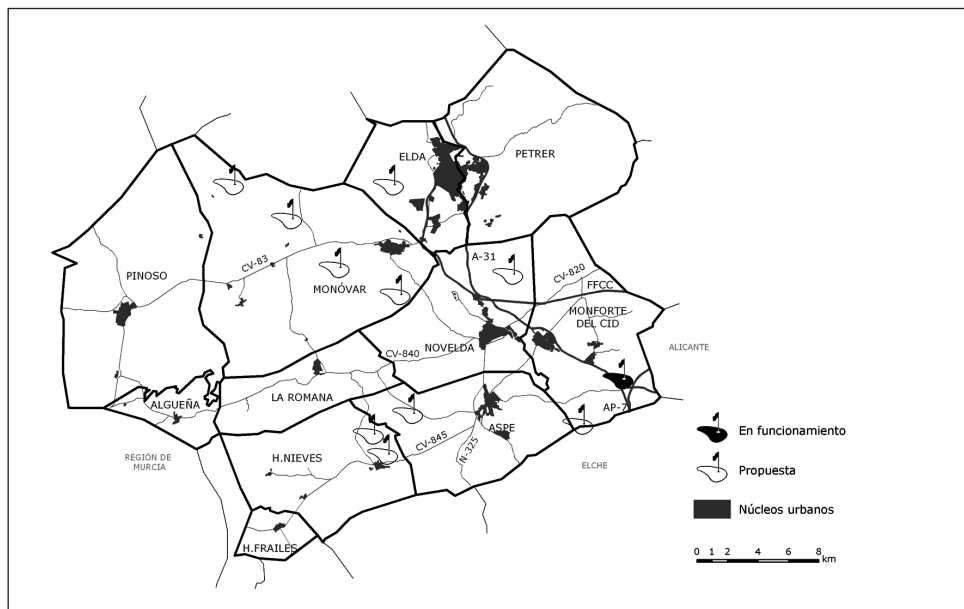 ELDA
PETRER
A-31
CV-820
FFCC
PINOSO
CV-83
MONÓVAR
MONFORTE
DEL CID
NOVELDA
CV-840
ALICANTE
LA ROMANA
ALGUEÑA
AP-7
ASPE
CV-845
N-325
H.NIEVES
REGIÓN DE
MURCIA
ELCHE
H.FRAILES
En funcionamiento
Propuesta
Núcleos urbanos
0 1 2 4 6 8
km